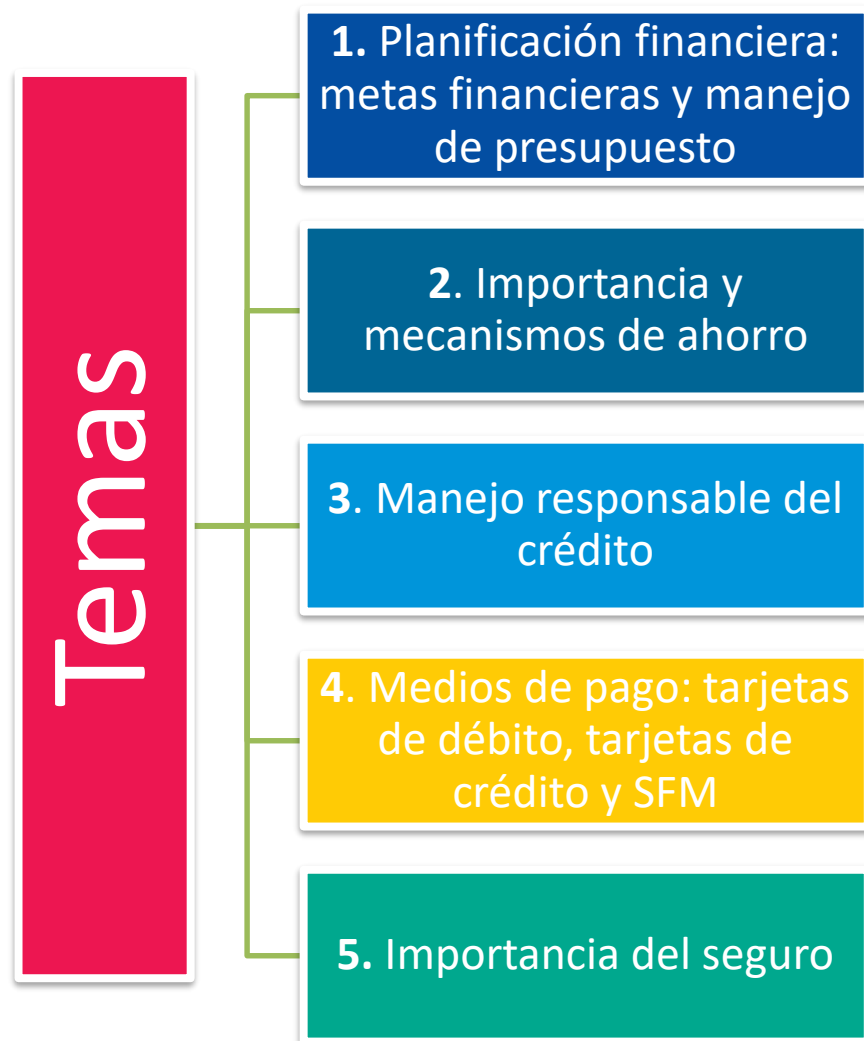 Temas
1. Planificación financiera:
metas financieras y manejo
de presupuesto
2. Importancia y
mecanismos de ahorro
3. Manejo responsable del
crédito
4. Medios de pago: tarjetas
de débito, tarjetas de
crédito y SFM
5. Importancia del seguro